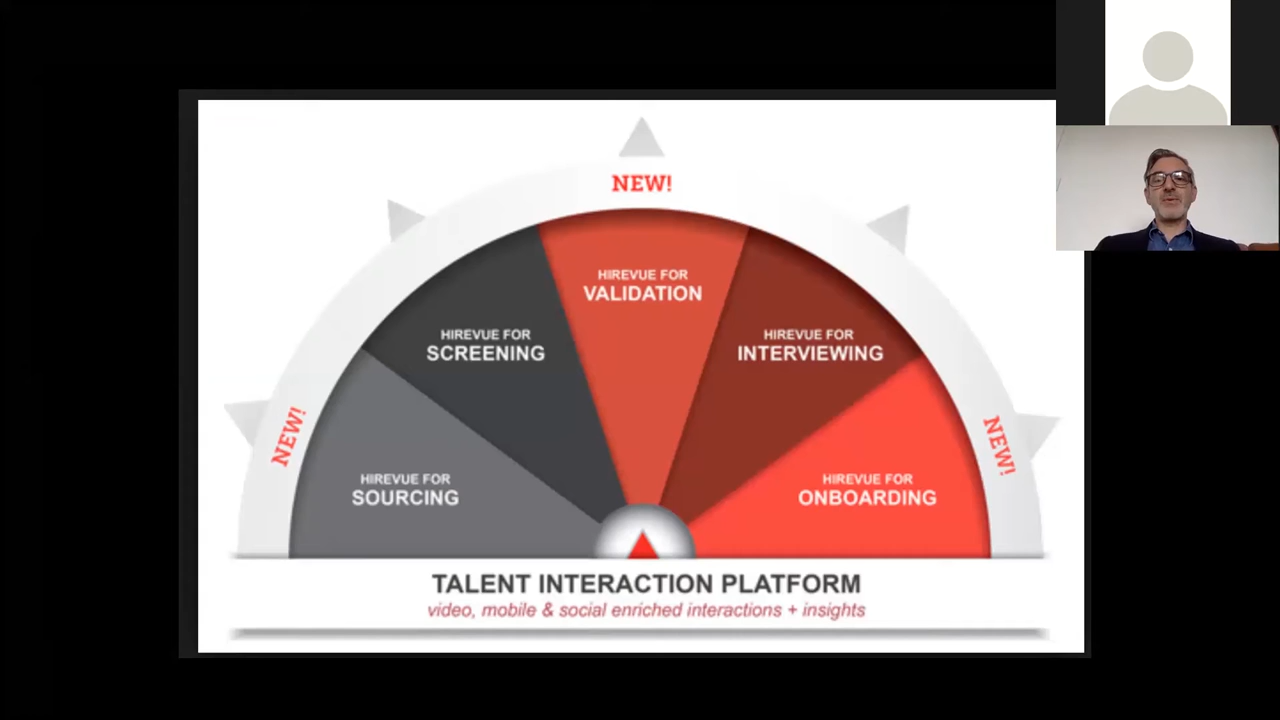 NEW!
HIREVUE FOR
VALIDATION
HIREVUE FOR
SCREENING
HIREVUE FOR
INTERVIEWING
NEW!
HIREVUE FOR
SOURCING
HIREVUE FOR
ONBOARDING
NEW!
TALENT INTERACTION PLATFORM
video, mobile & social enriched interactions + insights